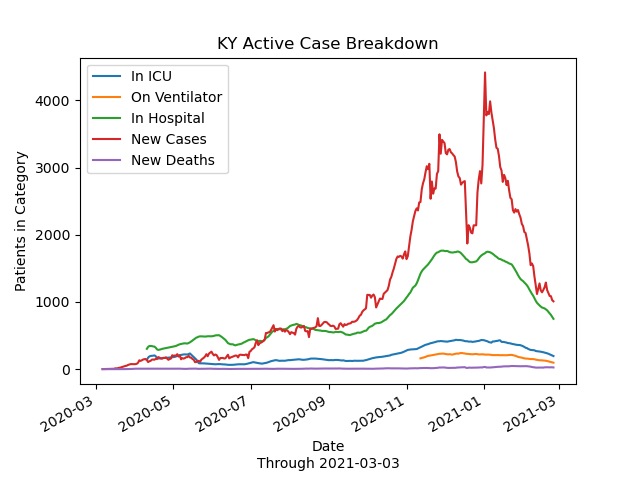 KY Active Case Breakdown
In ICU
On Ventilator
In Hospital
New Cases
New Deaths
Patients in Category
4000
3000
2000
1000
0
2020-03
2020-05
2020-07
2020-09
2020-11
2021-01
2021-03
Date
Through 2021-03-03